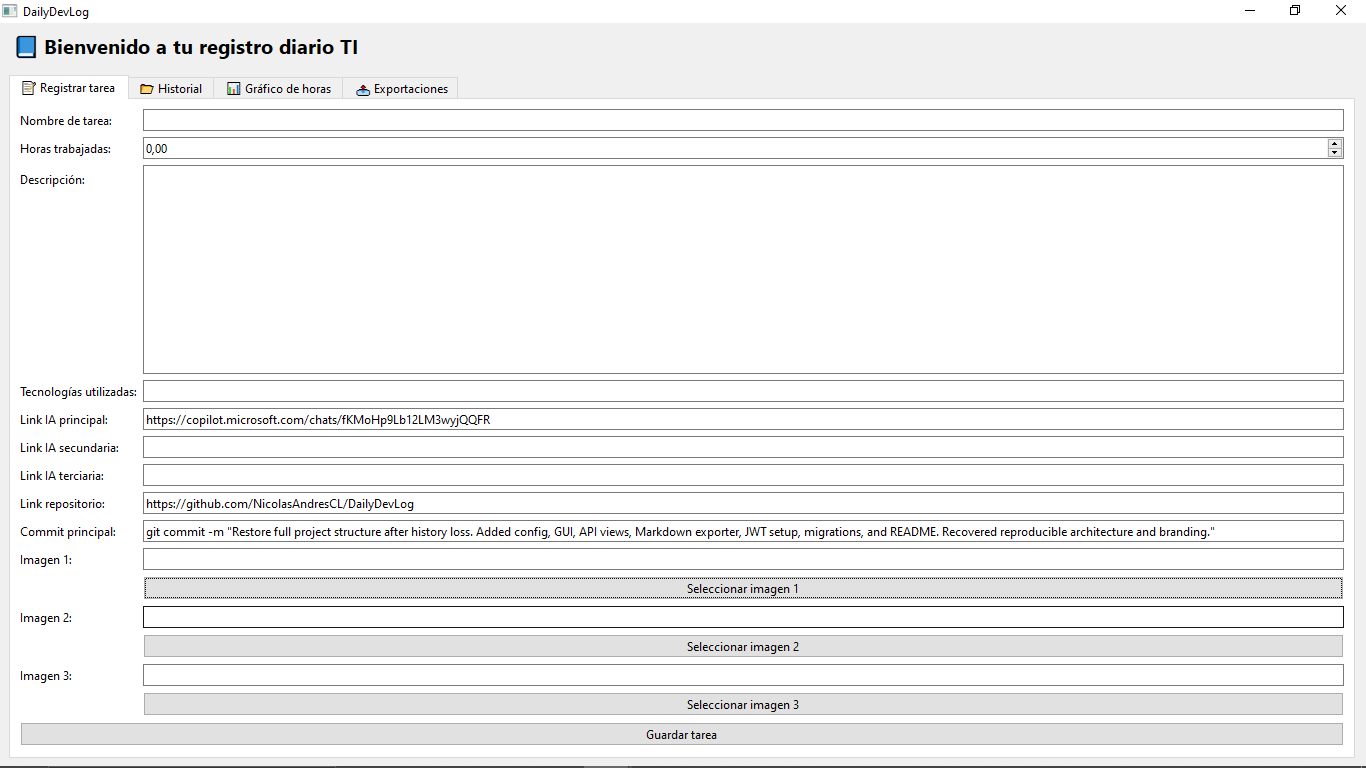 DailyDevLog
Bienvenido a tu registro diario TI
Registrar tarea Historial Gráfico de horas Exportaciones
Nombre de tarea:
Horas trabajadas: 0,00
Descripción:
Tecnologías utilizadas:
Link IA principal: https://copilot.microsoft.com/chats/fKMoHp9Lb12LM3wyjQQFR
Link IA secundaria:
Link IA terciaria:
Link repositorio: https://github.com/NicolasAndresCL/DailyDevLog
Commit principal: git commit -m "Restore full project structure after history loss. Added config, GUI, API views, Markdown exporter, JWT setup, migrations, and README. Recovered reproducible architecture and branding."
Imagen 1:
Seleccionar imagen 1
Imagen 2:
Seleccionar imagen 2
Imagen 3:
Seleccionar imagen 3
Guardar tarea